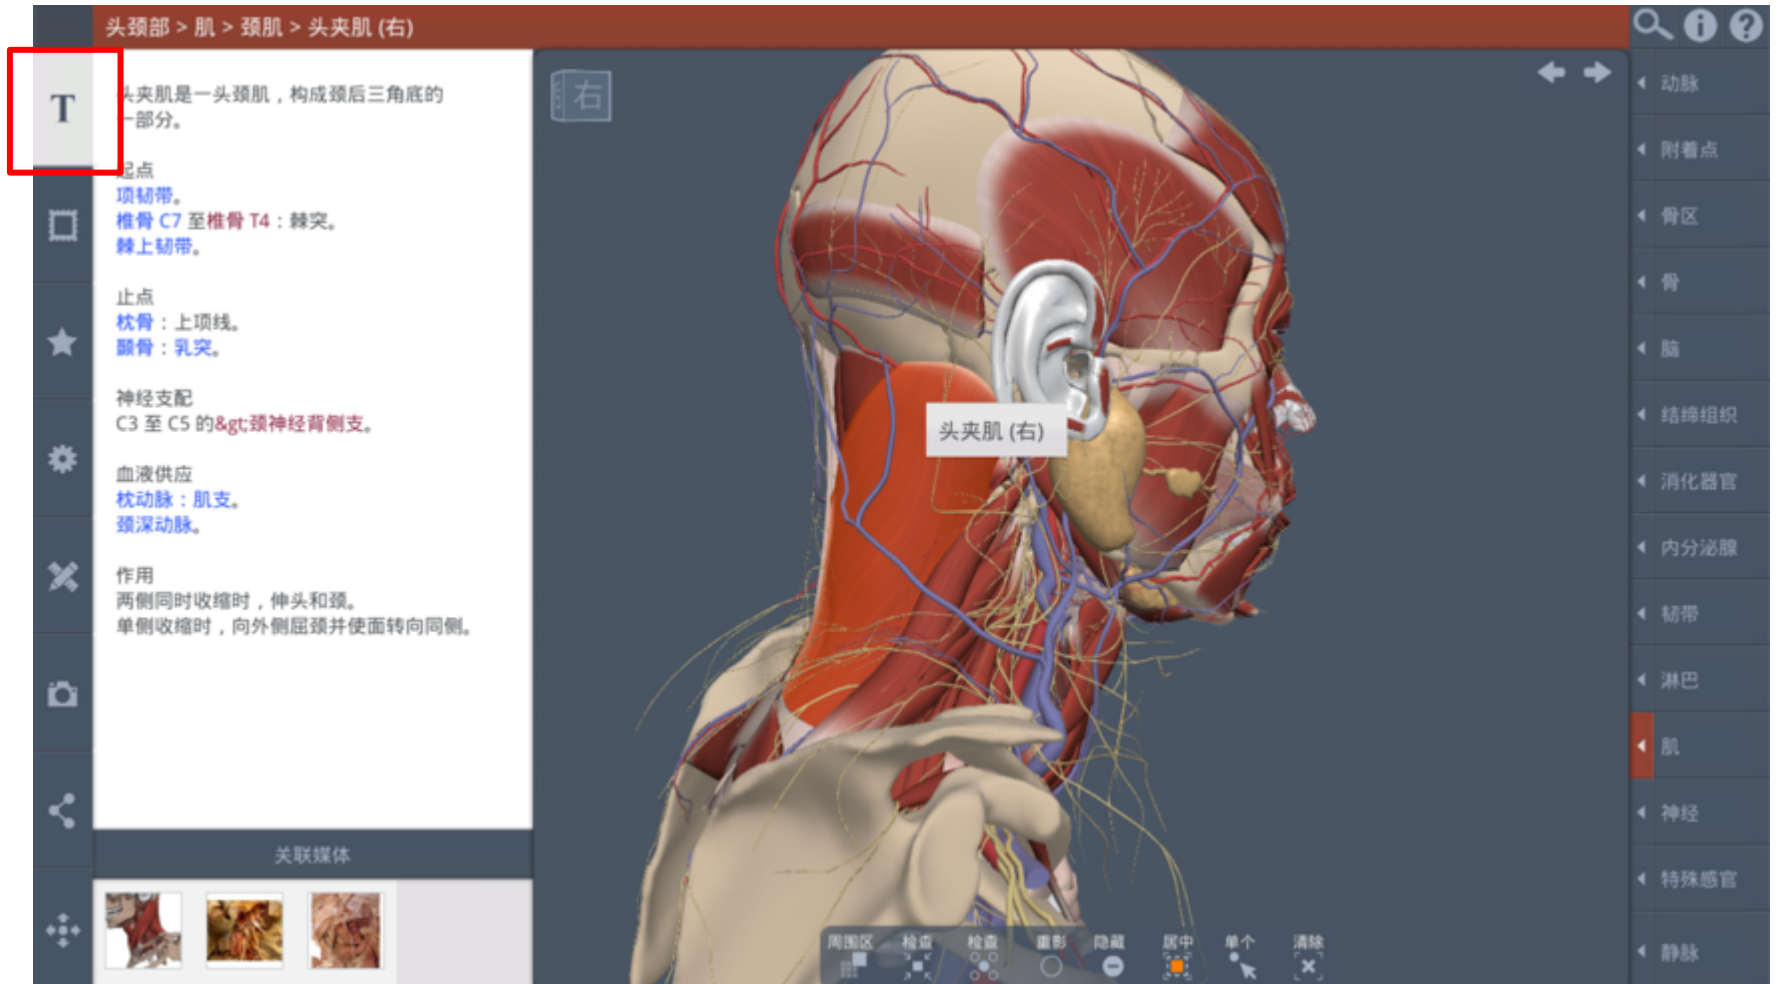 头颈部 > 肌 > 颈肌 > 头夹肌 (右)
T
头夹肌是一头颈肌，构成颈后三角底的
一部分。
起点
项韧带。
椎骨 C7 至椎骨 T4：棘突。
棘上韧带。
止点
枕骨：上项线。
颞骨：乳突。
神经支配
C3 至 C5 的&gt;颈神经背侧支。
血液供应
枕动脉：肌支。
颈深动脉。
作用
两侧同时收缩时，伸头和颈。
单侧收缩时，向外侧屈颈并使面转向同侧。
关联媒体
右
头夹肌 (右)
周围区 检查 检查 重影 隐藏 居中 单个 清除
动脉
附着点
骨区
骨
脑
结缔组织
消化器官
内分泌腺
韧带
淋巴
肌
神经
特殊感官
静脉